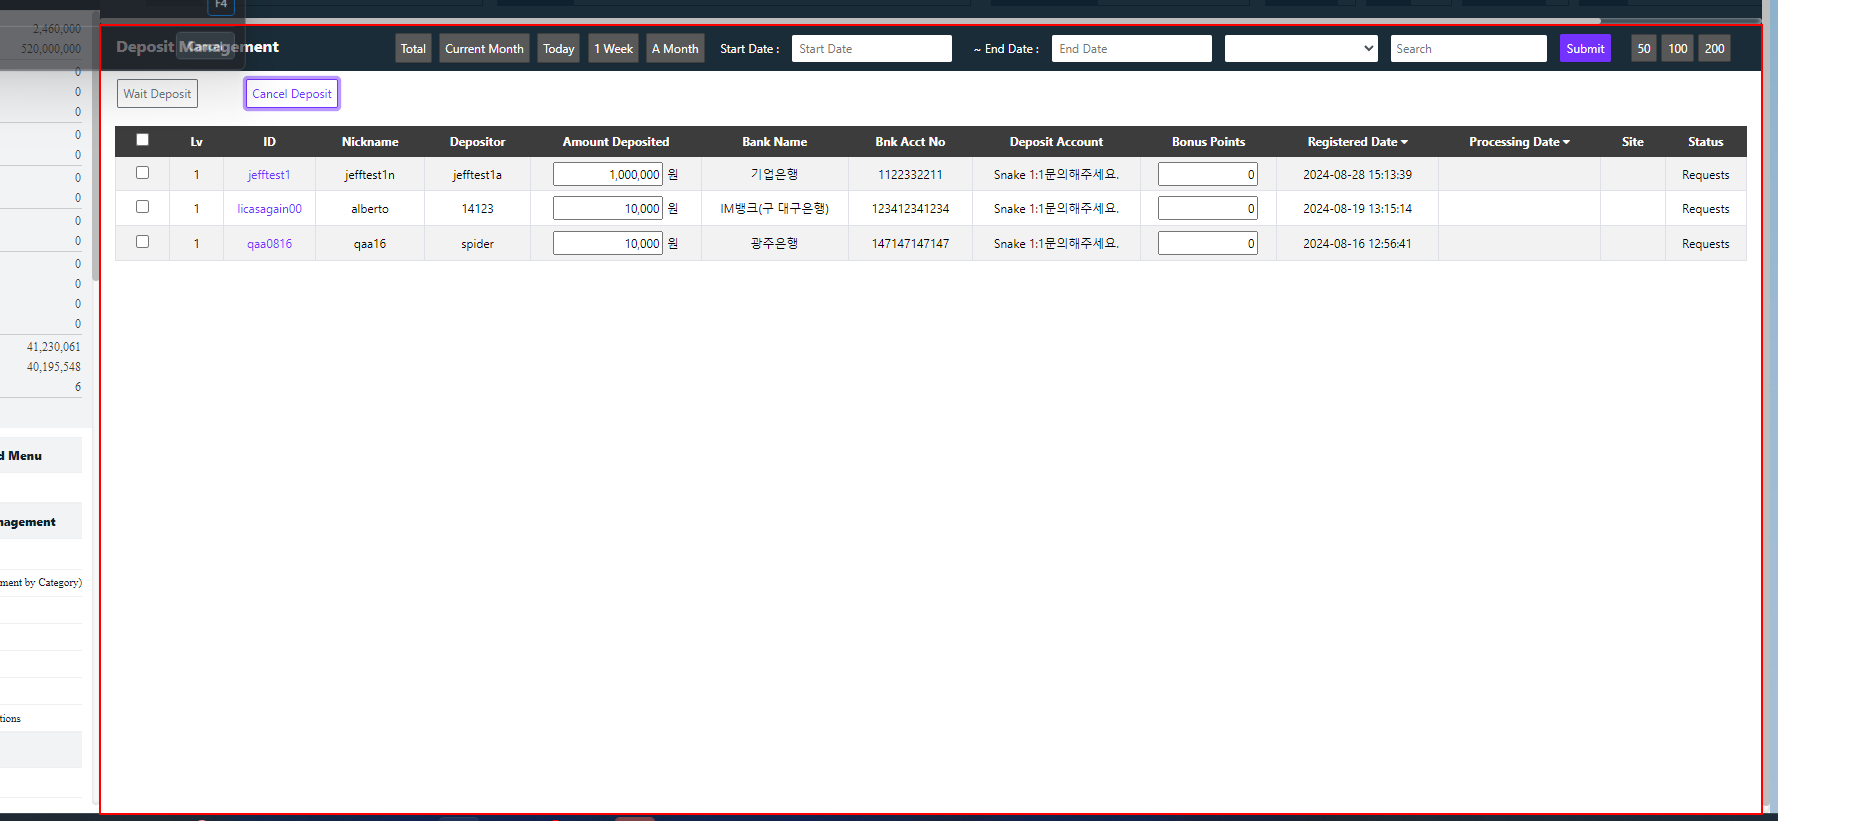 F4
2,460,000
520,000,000
Cancel
Deposit Management Total Current Month Today 1 Week A Month Start Date : Start Date ~ End Date : End Date Search Submit 50 100 200
0
0
0
0
0
0
0
0
0
0
0
0
0
41,230,061
40,195,548
6
d Menu
nagement
ment by Category)
tions
Wait Deposit Cancel Deposit
Lv ID Nickname Depositor Amount Deposited Bank Name Bnk Acct No Deposit Account Bonus Points Registered Date Processing Date Site Status
1 jefftest1 jefftest1n jefftest1a 1,000,000 원 기업은행 1122332211 Snake 1:1문의해주세요. 0 2024-08-28 15:13:39 Requests
1 licasagain00 alberto 14123 10,000 원 IM뱅크(구 대구은행) 123412341234 Snake 1:1문의해주세요. 0 2024-08-19 13:15:14 Requests
1 qaa0816 qaa16 spider 10,000 원 광주은행 147147147147 Snake 1:1문의해주세요. 0 2024-08-16 12:56:41 Requests